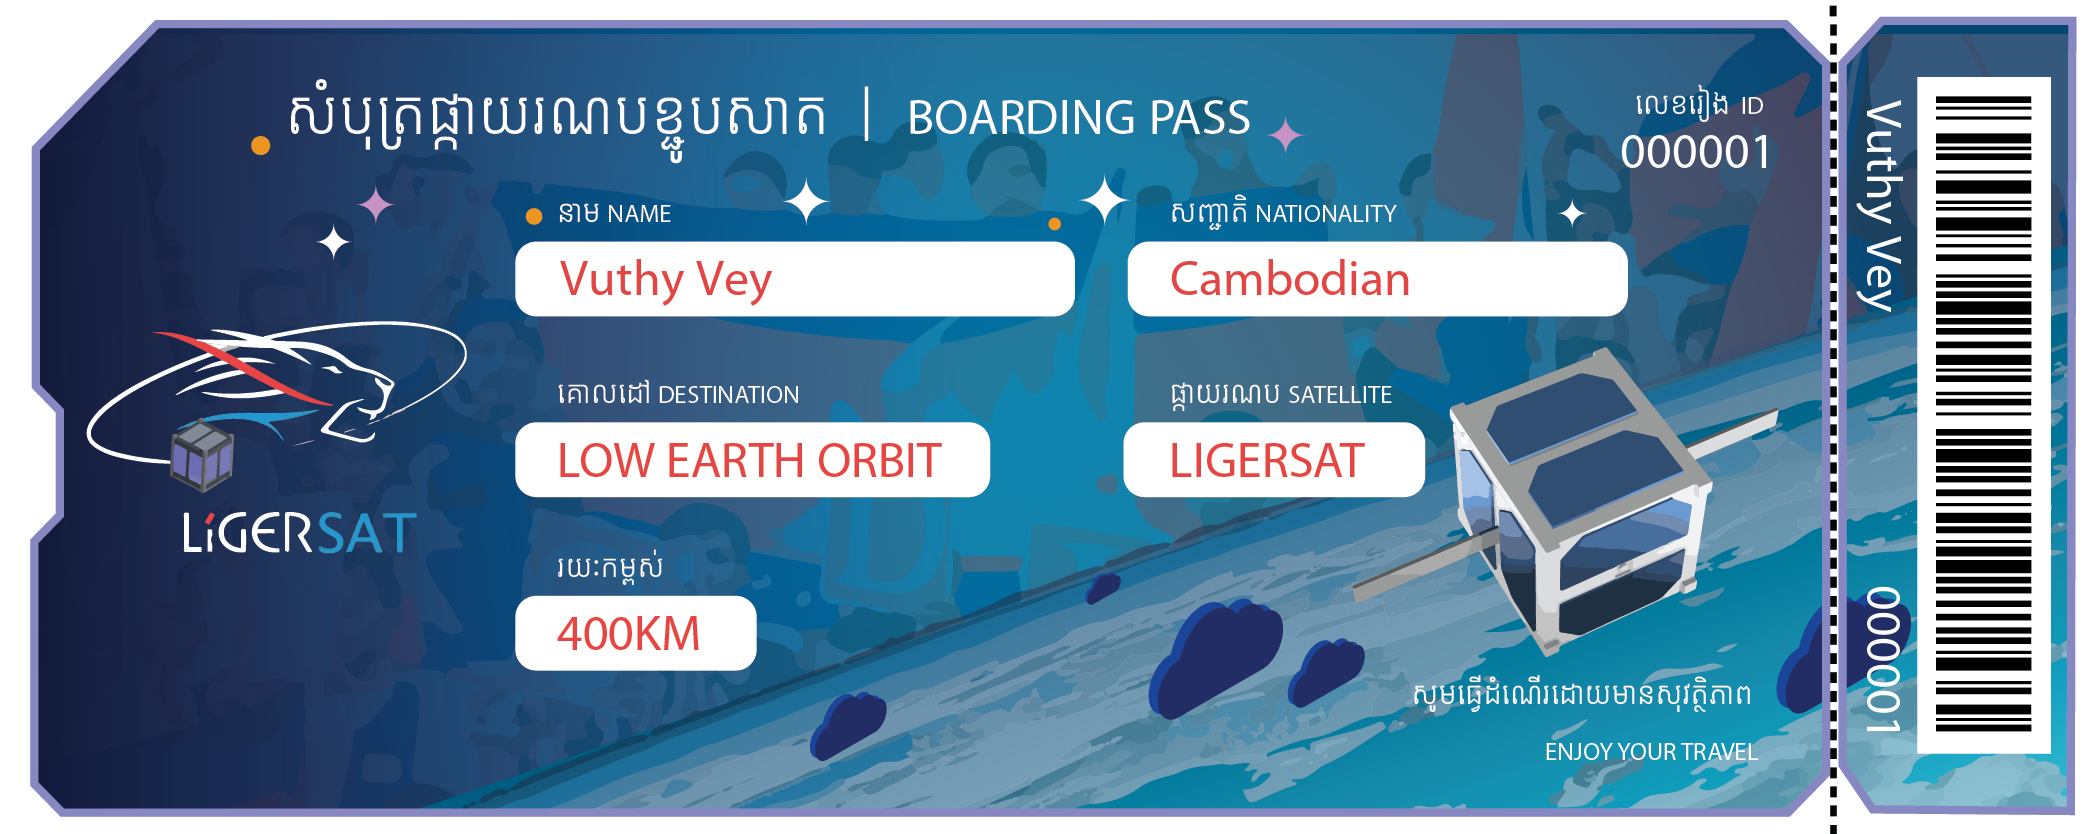 សំបុត្រផ្កាយរណបខ្ជូបសាត | BOARDING PASS
លេខរៀង ID
000001
នាម NAME
សញ្ជាតិ NATIONALITY
Vuthy Vey
Cambodian
គោលដៅ DESTINATION
ផ្កាយរណប SATELLITE
LOW EARTH ORBIT
LIGERSAT
LiGERSAT
រយ:កម្ពស់
400KM
សូមធ្វើដំណើរដោយមានសុវត្ថិភាព
ENJOY YOUR TRAVEL
Vuthy Vey
000001